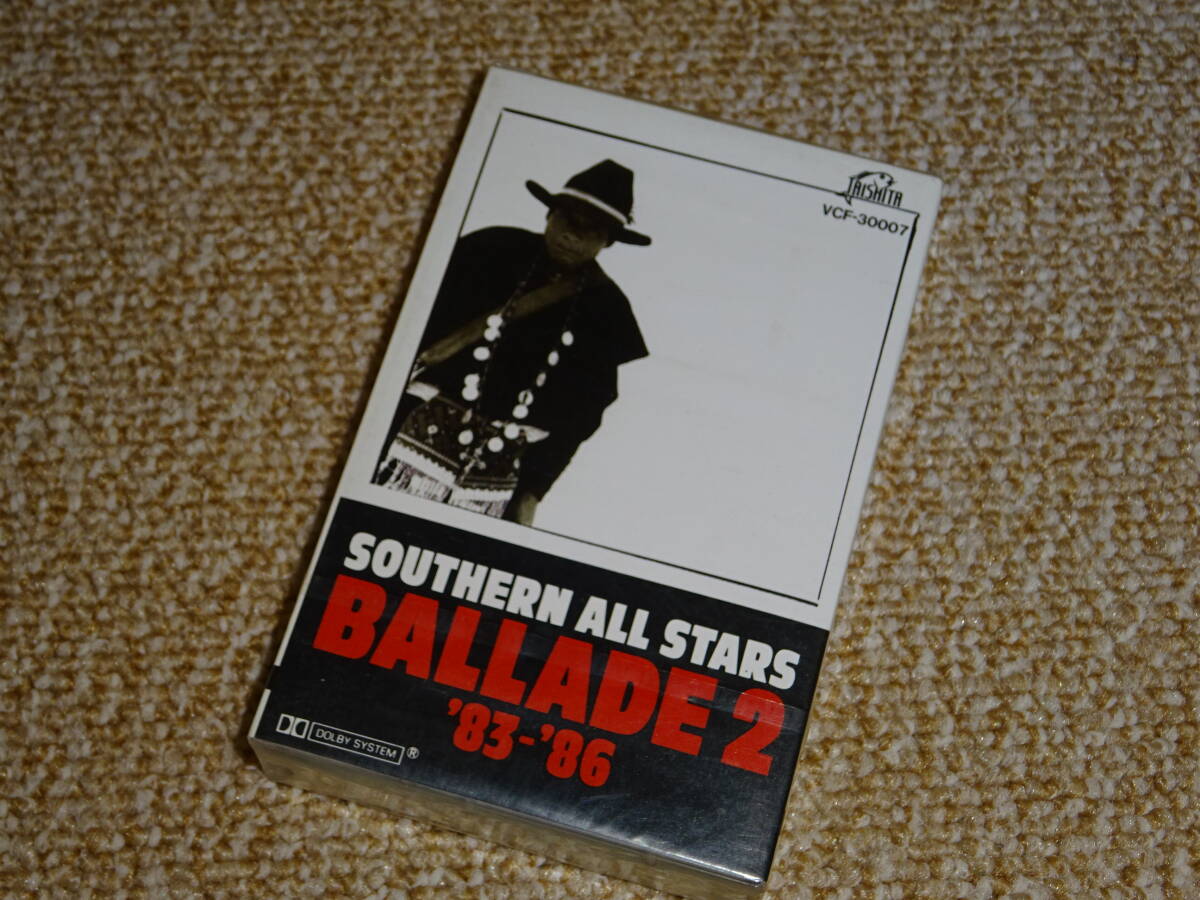 TAISHITA
VCF-30007
SOUTHERN ALL STARS
BALLADE 2
'83-'86
DOLBY SYSTEM ®